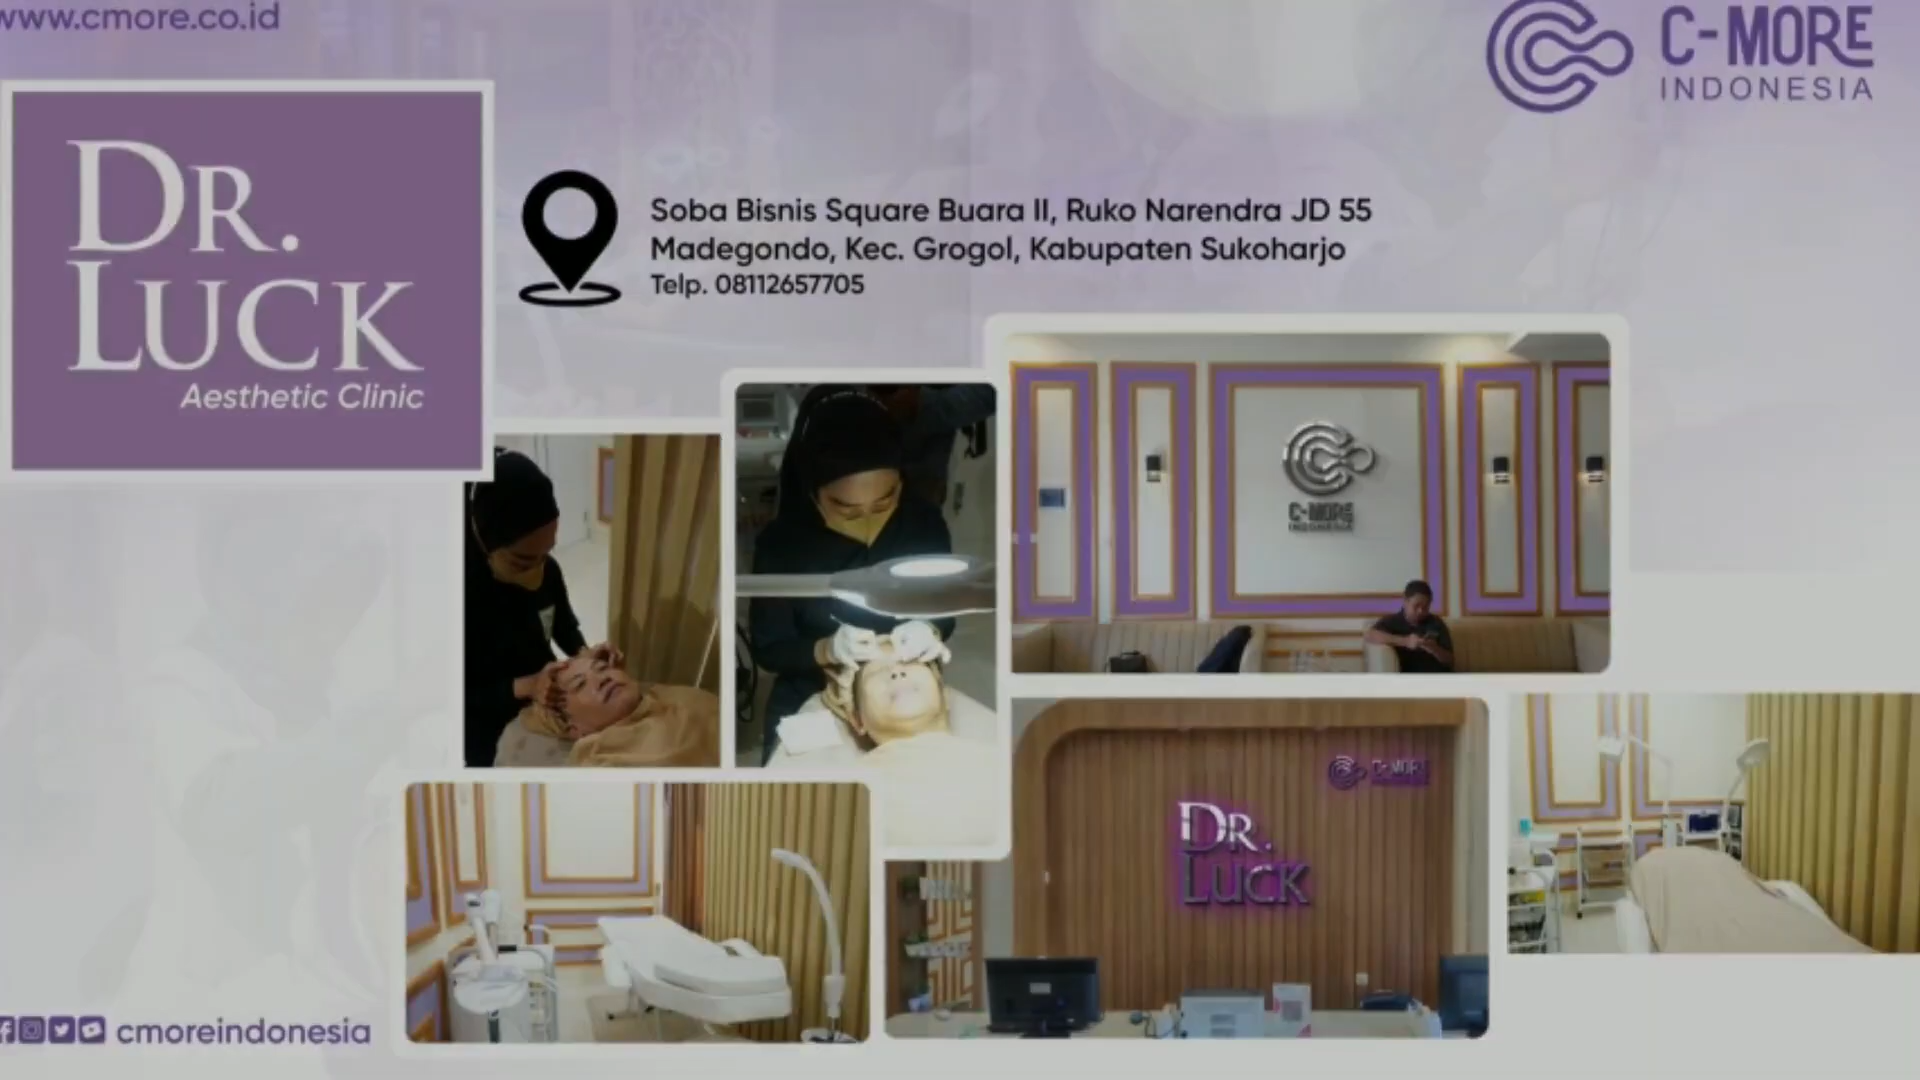 www.cmore.co.id
C-MORE
INDONESIA
DR.
LUCK
Aesthetic Clinic
Soba Bisnis Square Buara II, Ruko Narendra JD 55
Madegondo, Kec. Grogol, Kabupaten Sukoharjo
Telp. 08112657705
C-MORE
INDONESIA
C-MORE
DR.
LUCK
cmoreindonesia